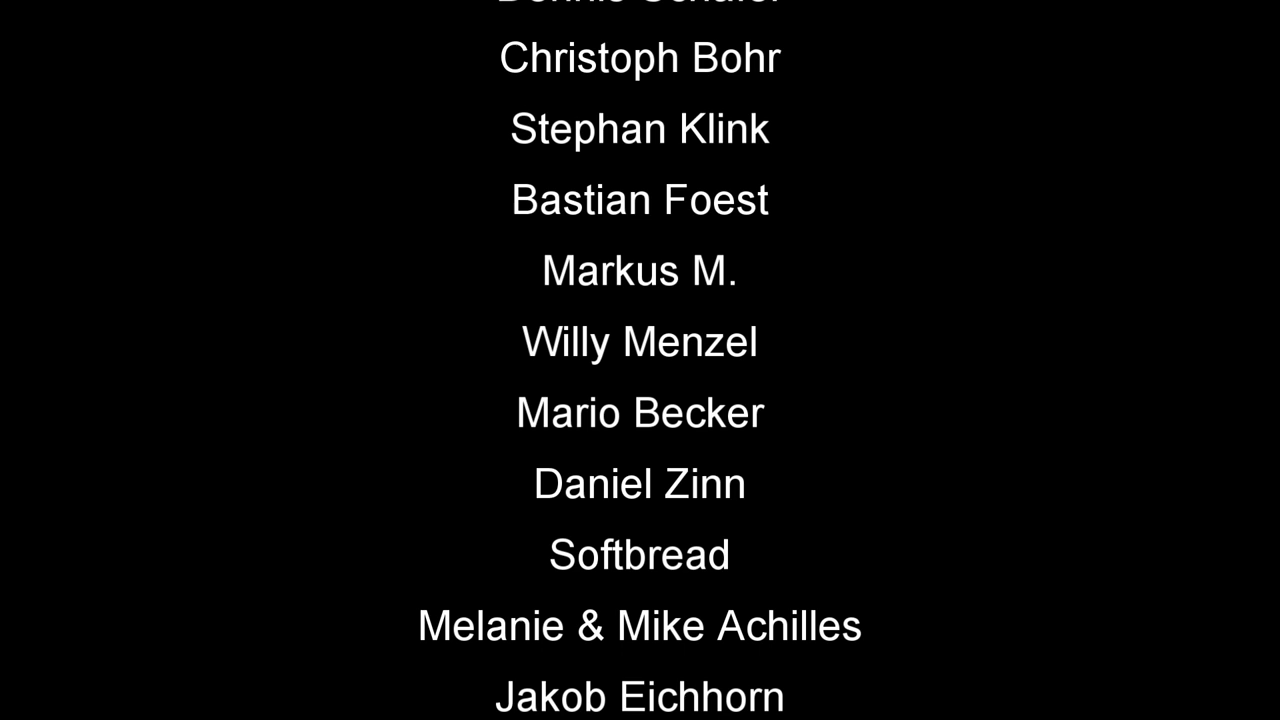 Christoph Bohr
Stephan Klink
Bastian Foest
Markus M.
Willy Menzel
Mario Becker
Daniel Zinn
Softbread
Melanie & Mike Achilles
Jakob Eichhorn